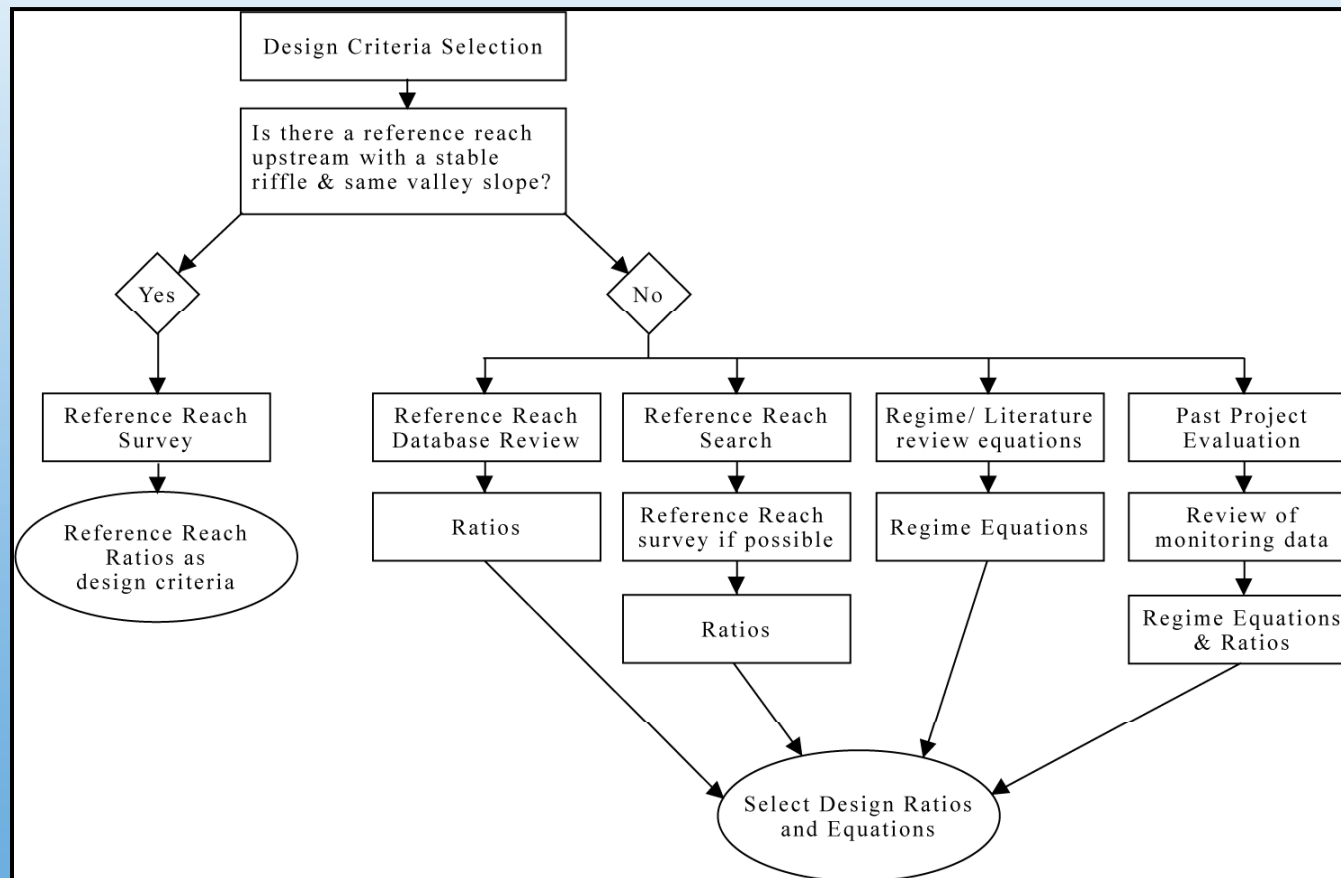 Design Criteria Selection
Is there a reference reach
upstream with a stable
riffle & same valley slope?
Yes
No
Reference Reach
Survey
Reference Reach
Ratios as
design criteria
Reference Reach
Database Review
Ratios
Reference Reach
Search
Reference Reach
survey if possible
Ratios
Regime/ Literature
review equations
Regime Equations
Past Project
Evaluation
Review of
monitoring data
Regime Equations
& Ratios
Select Design Ratios
and Equations